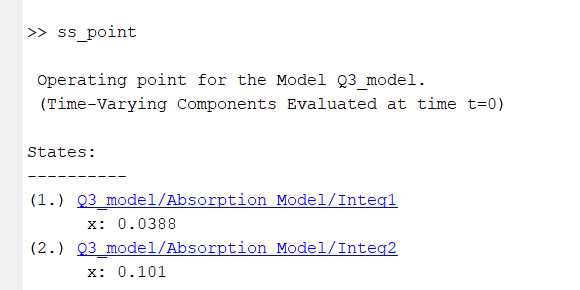 >> ss_point
Operating point for the Model Q3_model.
(Time-Varying Components Evaluated at time t=0)
States:
----------
(1.) Q3_model/Absorption Model/Integ1
x: 0.0388
(2.) Q3_model/Absorption Model/Integ2
x: 0.101